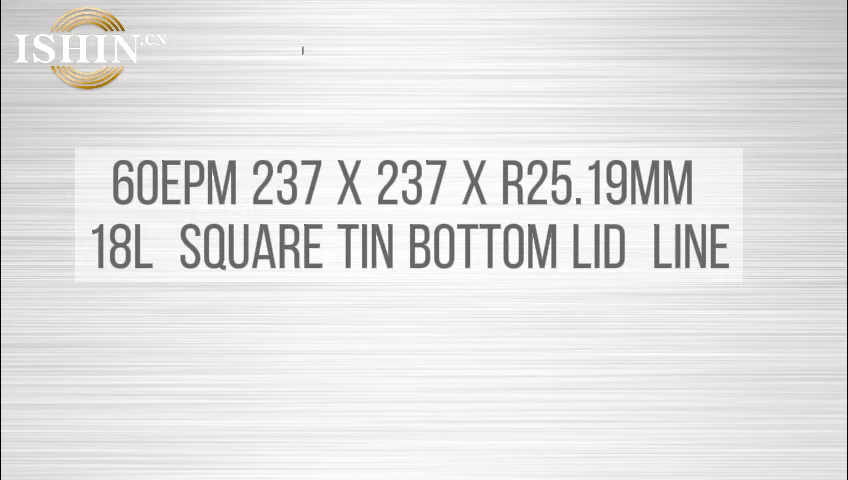 ISHIN.CN
60EPM 237 X 237 X R25.19MM
18L SQUARE TIN BOTTOM LID LINE